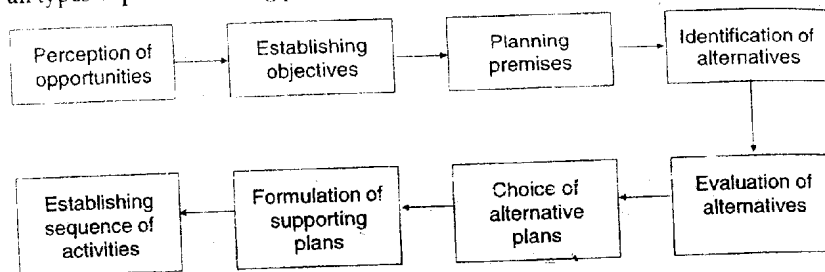 Perception of
opportunities
Establishing
objectives
Planning
premises
Identification of
alternatives
Evaluation of
alternatives
Choice of
alternative
plans
Formulation of
supporting
plans
Establishing
sequence of
activities